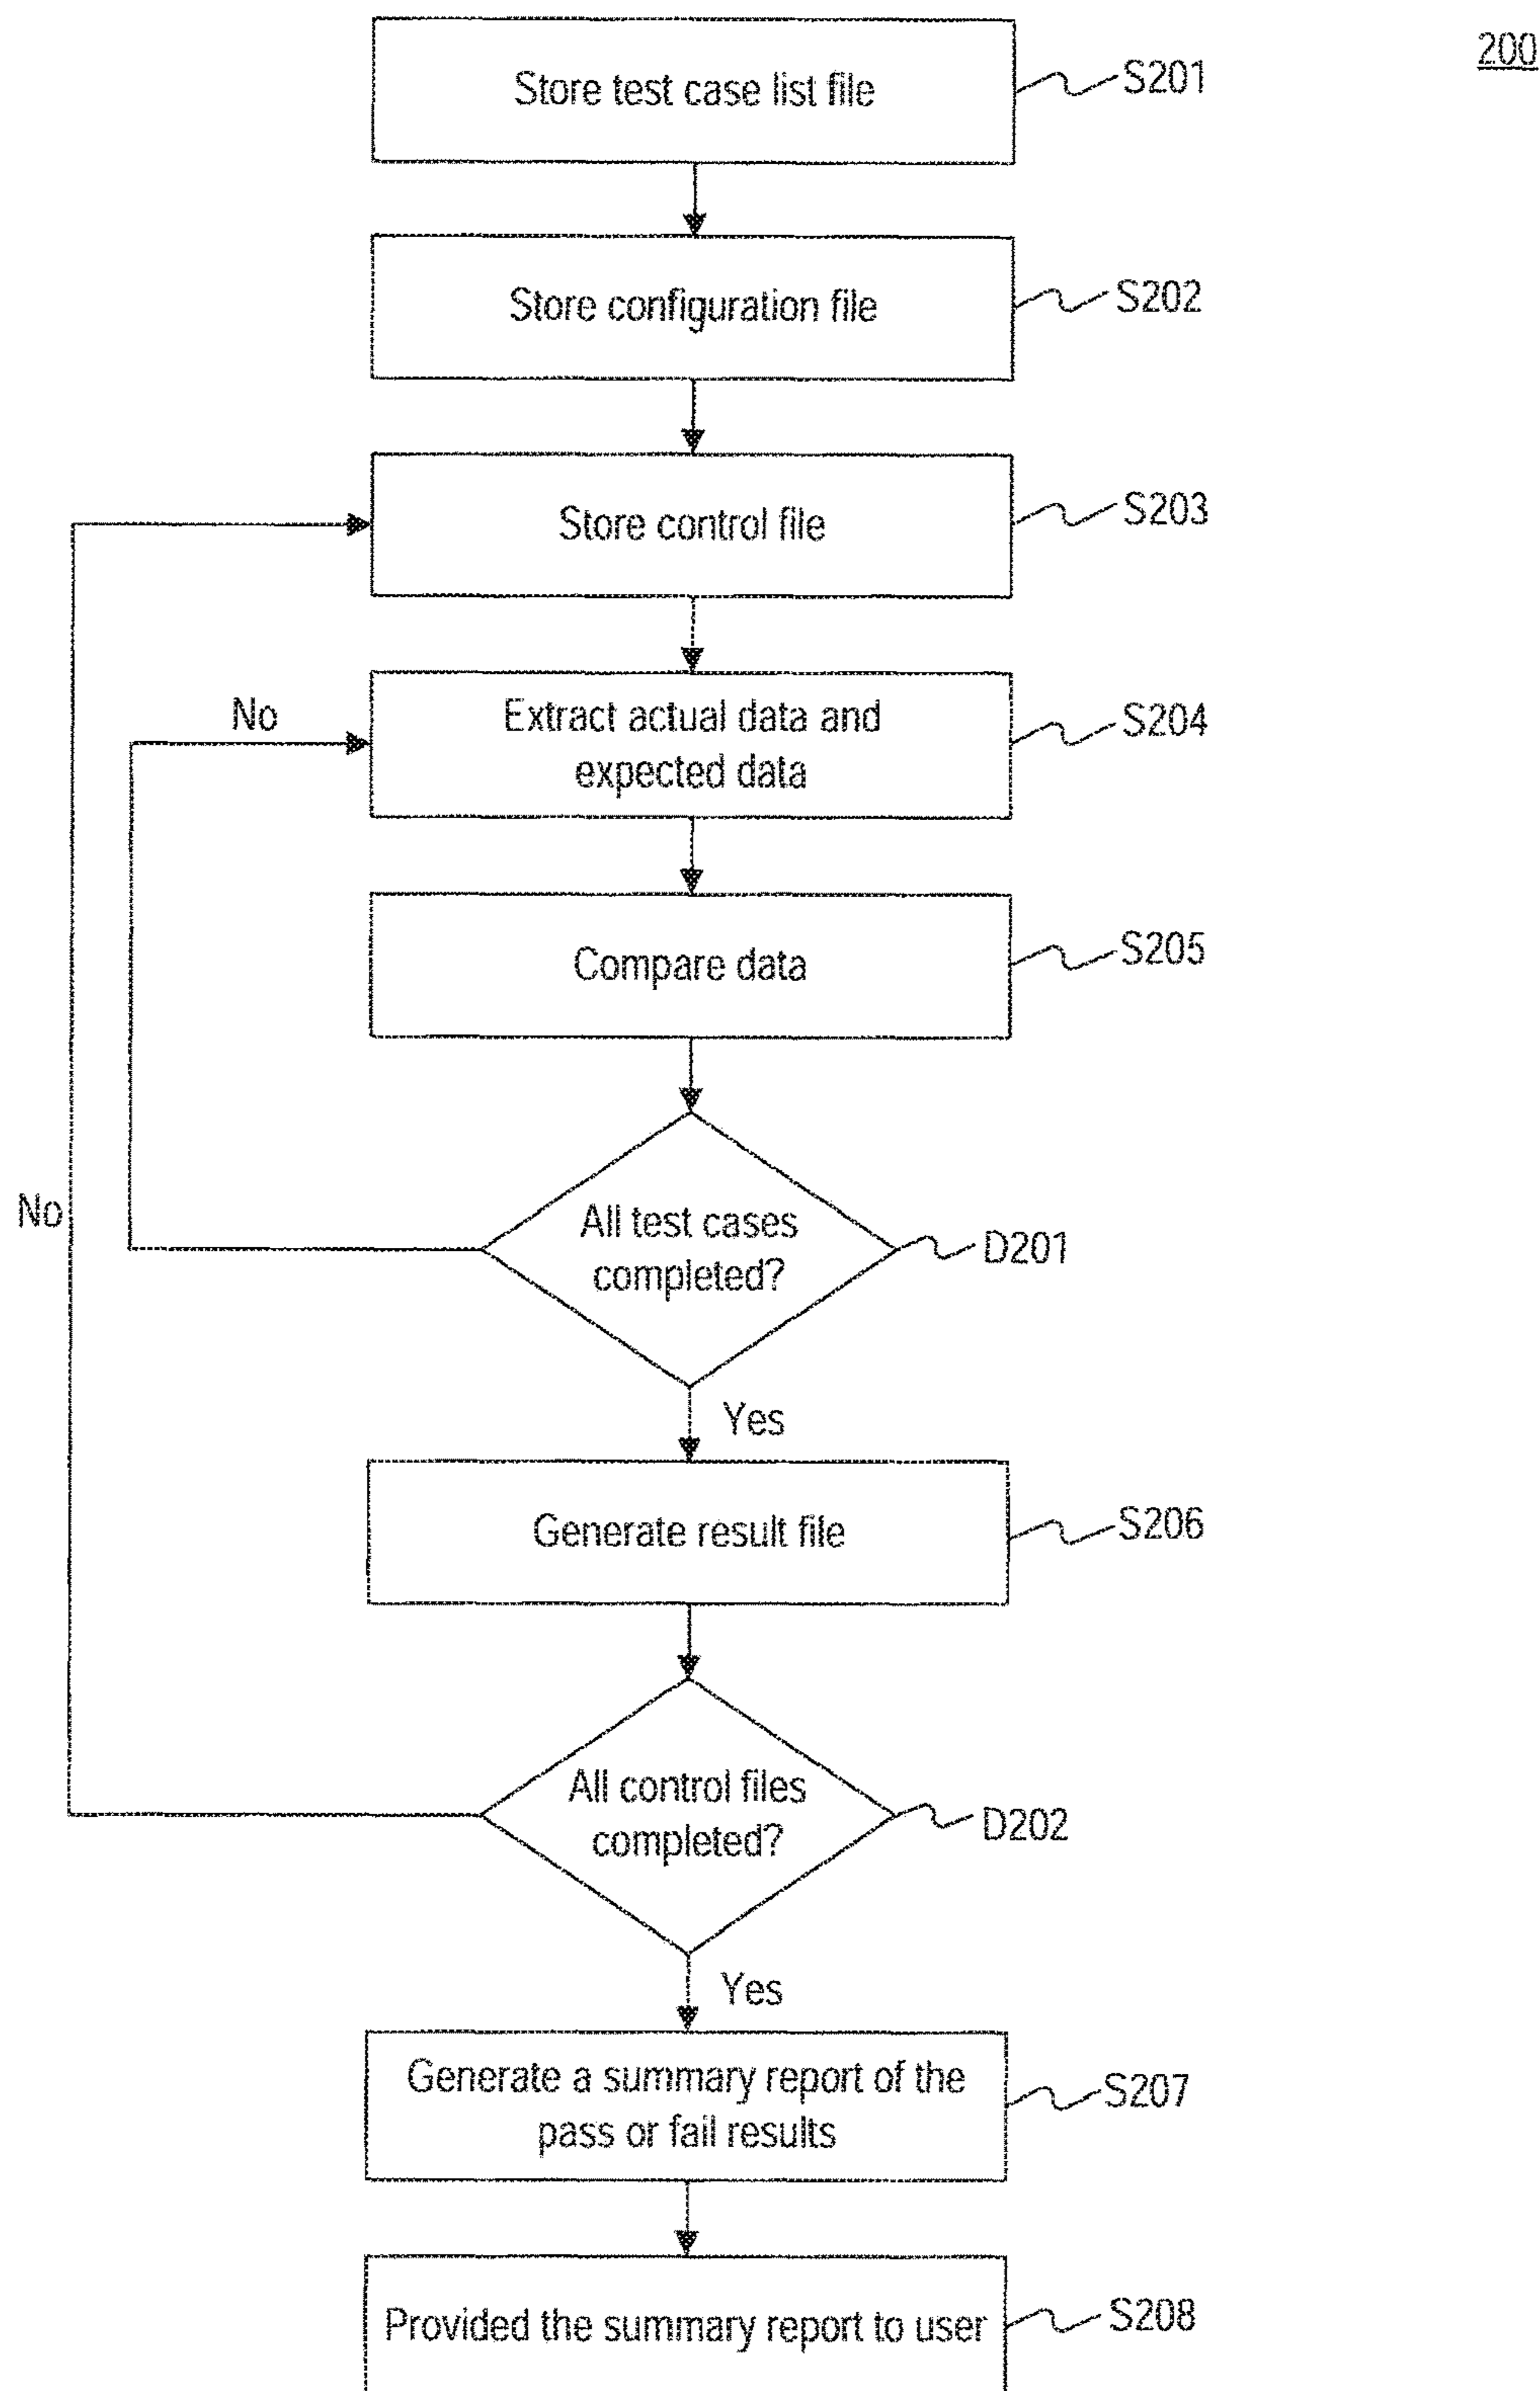 200
Store test case list file
S201
Store configuration file
S202
Store control file
S203
No
Extract actual data and
expected data
S204
Compare data
S205
No
All test cases
completed?
D201
Yes
Generate result file
S206
All control files
completed?
D202
Yes
Generate a summary report of the
pass or fail results
S207
Provided the summary report to user
S208